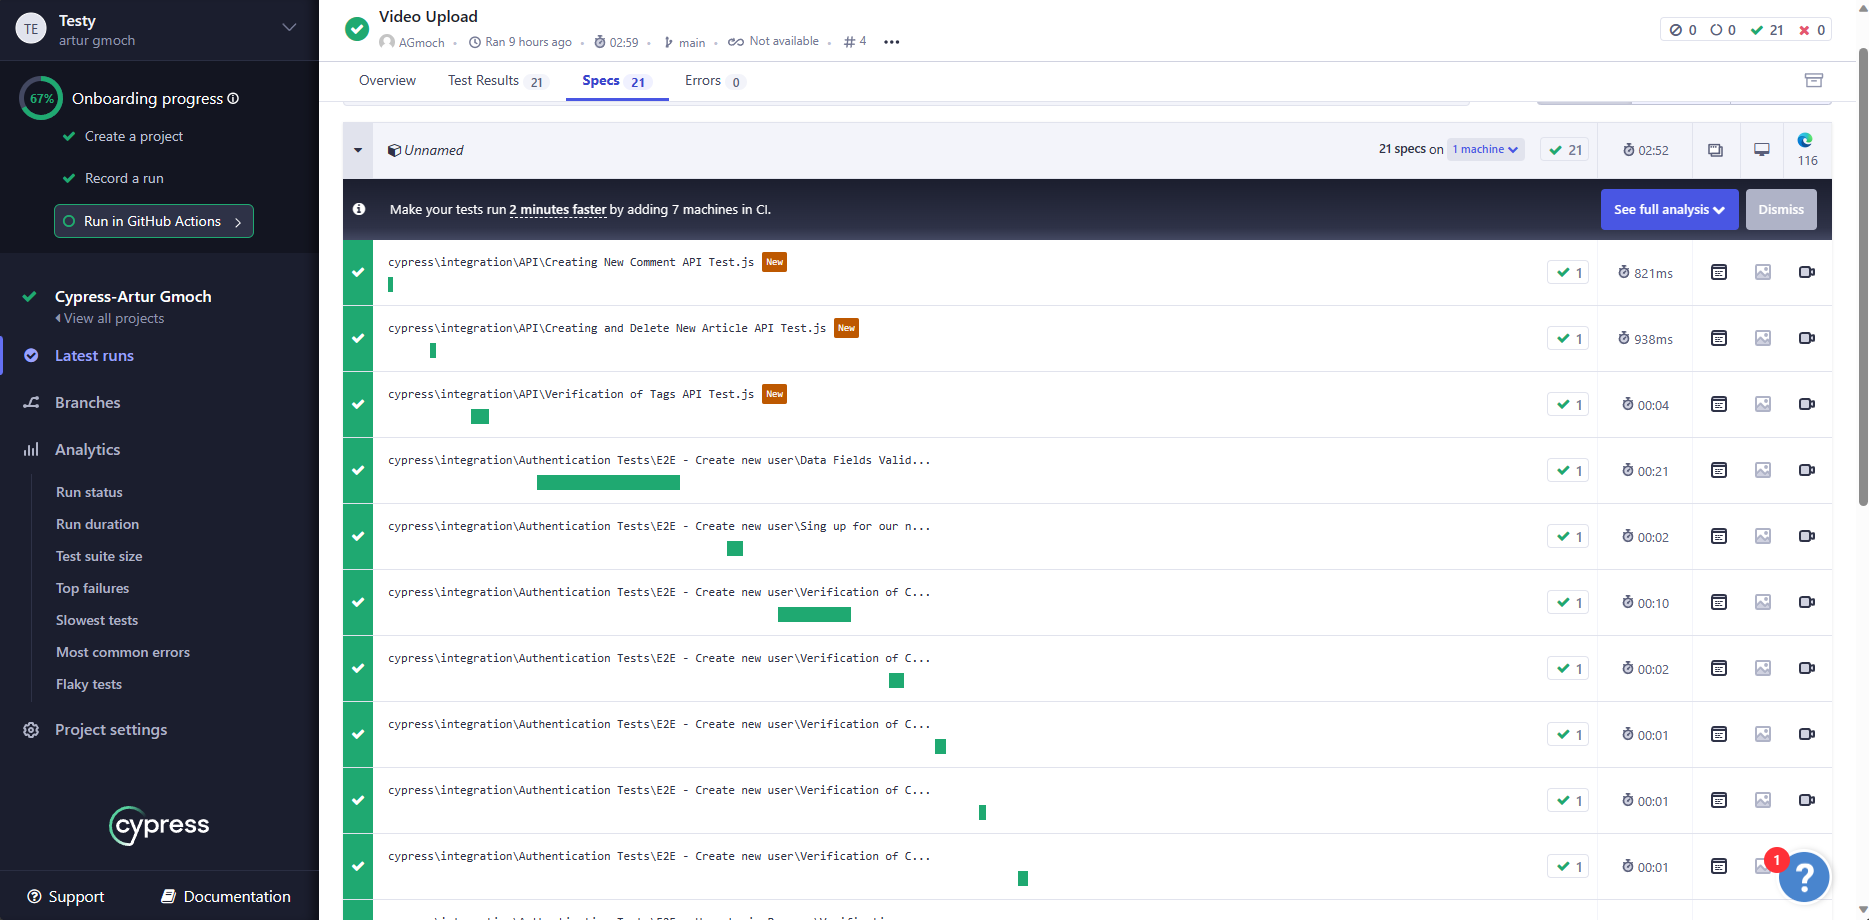 TE
Testy
artur gmoch
67%
Onboarding progress
Create a project
Record a run
Run in GitHub Actions
Cypress-Artur Gmoch
View all projects
Latest runs
Branches
Analytics
Run status
Run duration
Test suite size
Top failures
Slowest tests
Most common errors
Flaky tests
Project settings
cypress
Support
Documentation
Video Upload
AGmoch
Ran 9 hours ago
02:59
main
Not available
# 4
0 0 21 0
Overview
Test Results 21
Specs 21
Errors 0
Unnamed
21 specs on 1 machine
21
02:52
116
Make your tests run 2 minutes faster by adding 7 machines in CI.
See full analysis
Dismiss
cypress\integration\API\Creating New Comment API Test.js New
1
821ms
cypress\integration\API\Creating and Delete New Article API Test.js New
1
938ms
cypress\integration\API\Verification of Tags API Test.js New
1
00:04
cypress\integration\Authentication Tests\E2E - Create new user\Data Fields Valid...
1
00:21
cypress\integration\Authentication Tests\E2E - Create new user\Sing up for our n...
1
00:02
cypress\integration\Authentication Tests\E2E - Create new user\Verification of C...
1
00:10
cypress\integration\Authentication Tests\E2E - Create new user\Verification of C...
1
00:02
cypress\integration\Authentication Tests\E2E - Create new user\Verification of C...
1
00:01
cypress\integration\Authentication Tests\E2E - Create new user\Verification of C...
1
00:01
cypress\integration\Authentication Tests\E2E - Create new user\Verification of C...
1
00:01
1
?